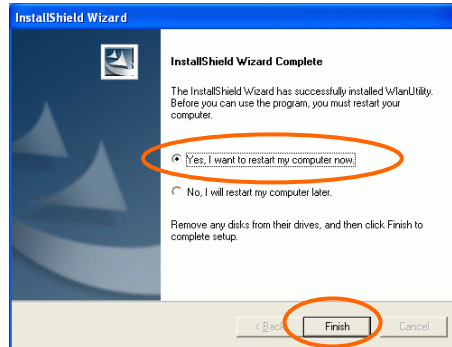 InstallShield Wizard
InstallShield Wizard Complete
The InstallShield Wizard has successfully installed WlanUtility.
Before you can use the program, you must restart your
computer.
Yes, I want to restart my computer now.
No, I will restart my computer later.
Remove any disks from their drives, and then click Finish to
complete setup.
< Back Finish Cancel